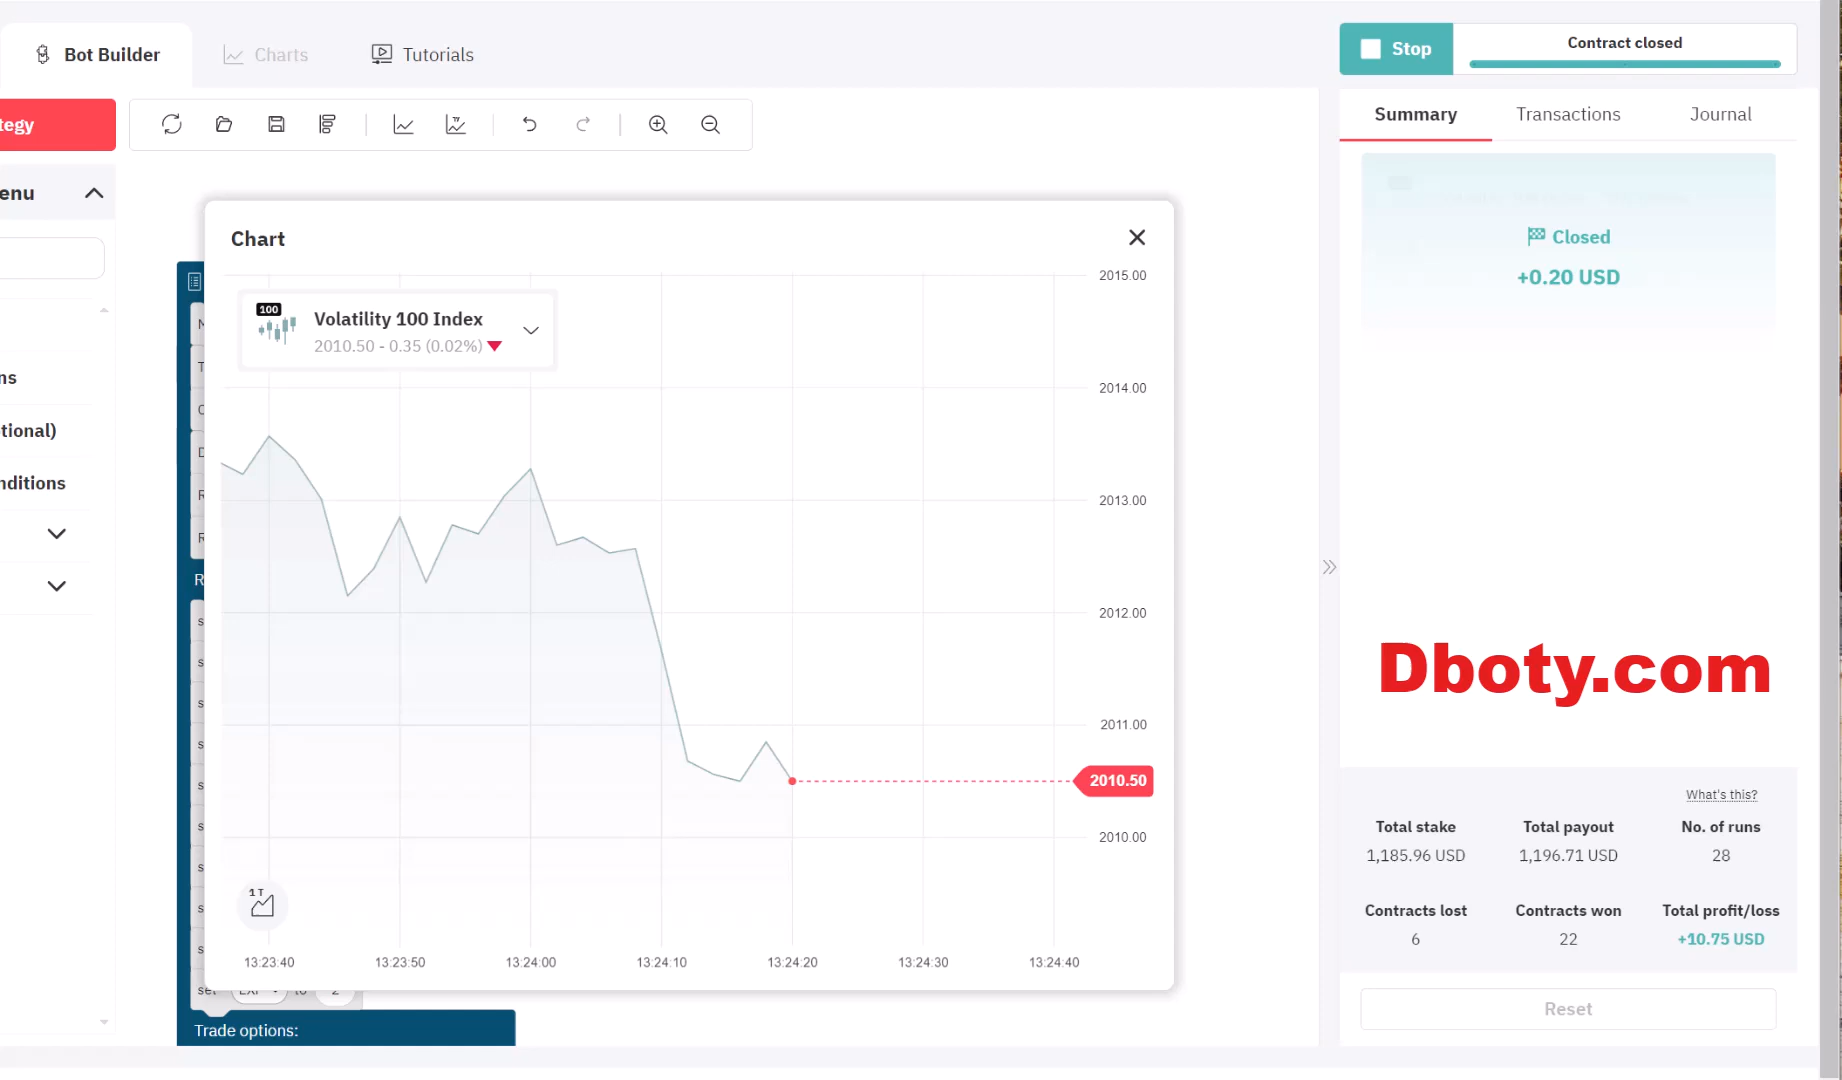 Bot Builder
Charts
Tutorials
Stop
Contract closed
tegy
Summary
Transactions
Journal
enu
Chart
100
Volatility 100 Index
2010.50 - 0.35 (0.02%)
Closed
+0.20 USD
ns
tional)
nditions
2015.00
2014.00
2013.00
2012.00
2011.00
2010.50
2010.00
1 T
13:23:40
13:23:50
13:24:00
13:24:10
13:24:20
13:24:30
13:24:40
Trade options:
Dboty.com
What's this?
Total stake
Total payout
No. of runs
1,185.96 USD
1,196.71 USD
28
Contracts lost
Contracts won
Total profit/loss
6
22
+10.75 USD
Reset